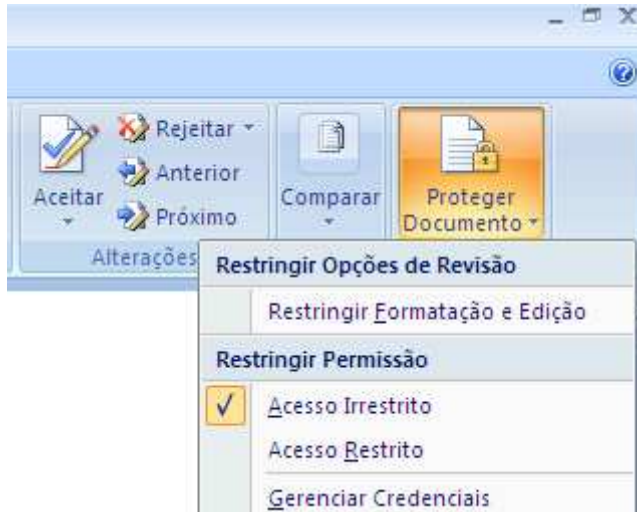 Aceitar
Rejeitar
Anterior
Próximo
Alterações
Comparar
Proteger
Documento
Restringir Opções de Revisão
Restringir Formatação e Edição
Restringir Permissão
Acesso Irrestrito
Acesso Restrito
Gerenciar Credenciais